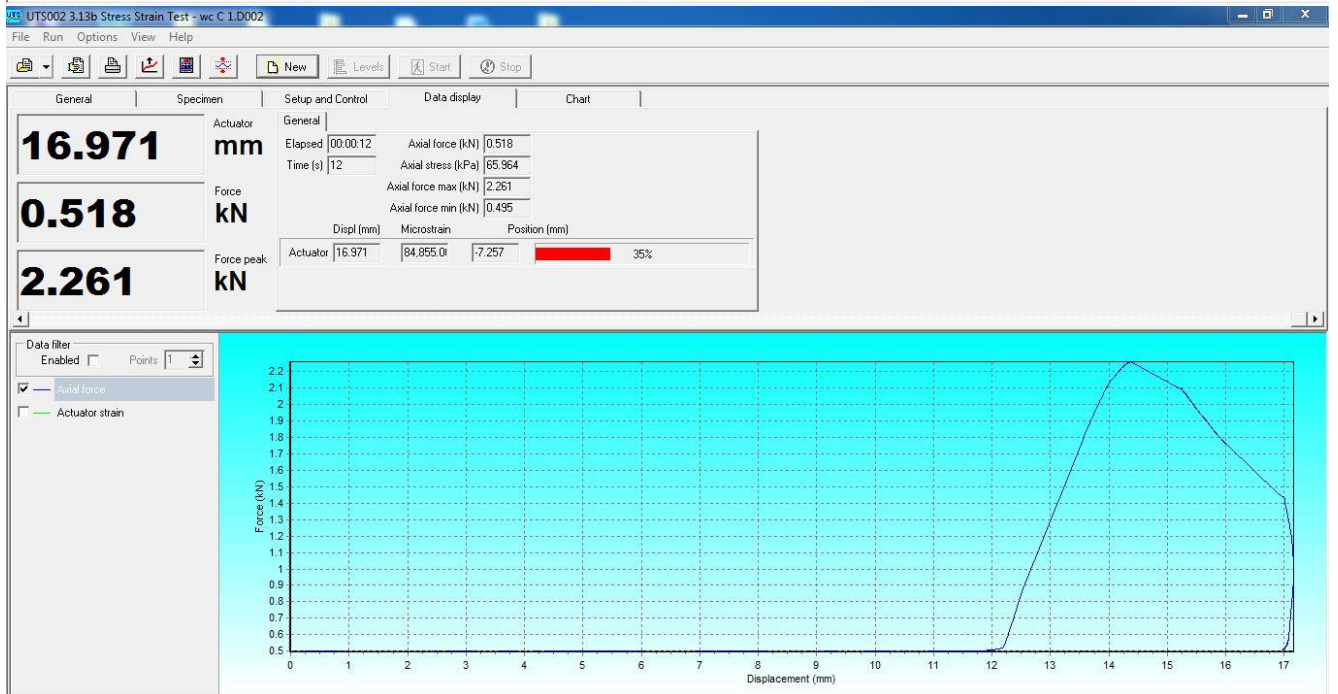 UTS002 3.13b Stress Strain Test - wc C 1.D002
File Run Options View Help
New Levels Start Stop
General Specimen Setup and Control Data display Chart
16.971 Actuator mm
0.518 Force kN
2.261 Force peak kN
General
Elapsed 00:00:12 Axial force (kN) 0.518
Time (s) 12 Axial stress (kPa) 65.964
Axial force max (kN) 2.261
Axial force min (kN) 0.495
Displ (mm) Microstrain Position (mm)
Actuator 16.971 84,855.0 -7.257 35%
Data filter
Enabled Points 1
Axial force
Actuator strain
Force (kN)
2.2
2.1
2
1.9
1.8
1.7
1.6
1.5
1.4
1.3
1.2
1.1
1
0.9
0.8
0.7
0.6
0.5
0 1 2 3 4 5 6 7 8 9 10 11 12 13 14 15 16 17
Displacement (mm)